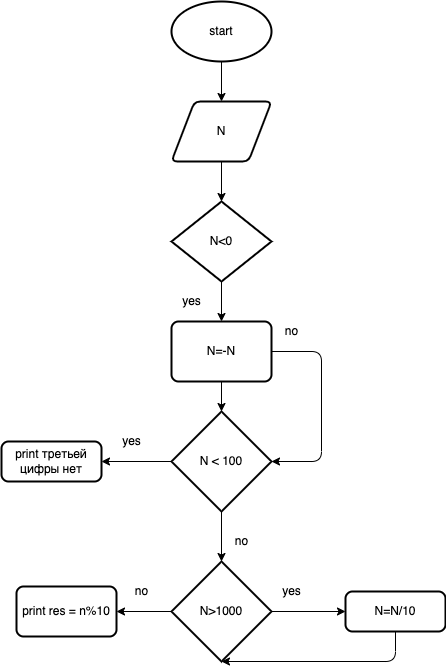 start
N
N<0
yes
N=-N
no
yes
print третьей
цифры нет
N < 100
no
no
print res = n%10
N>1000
yes
N=N/10